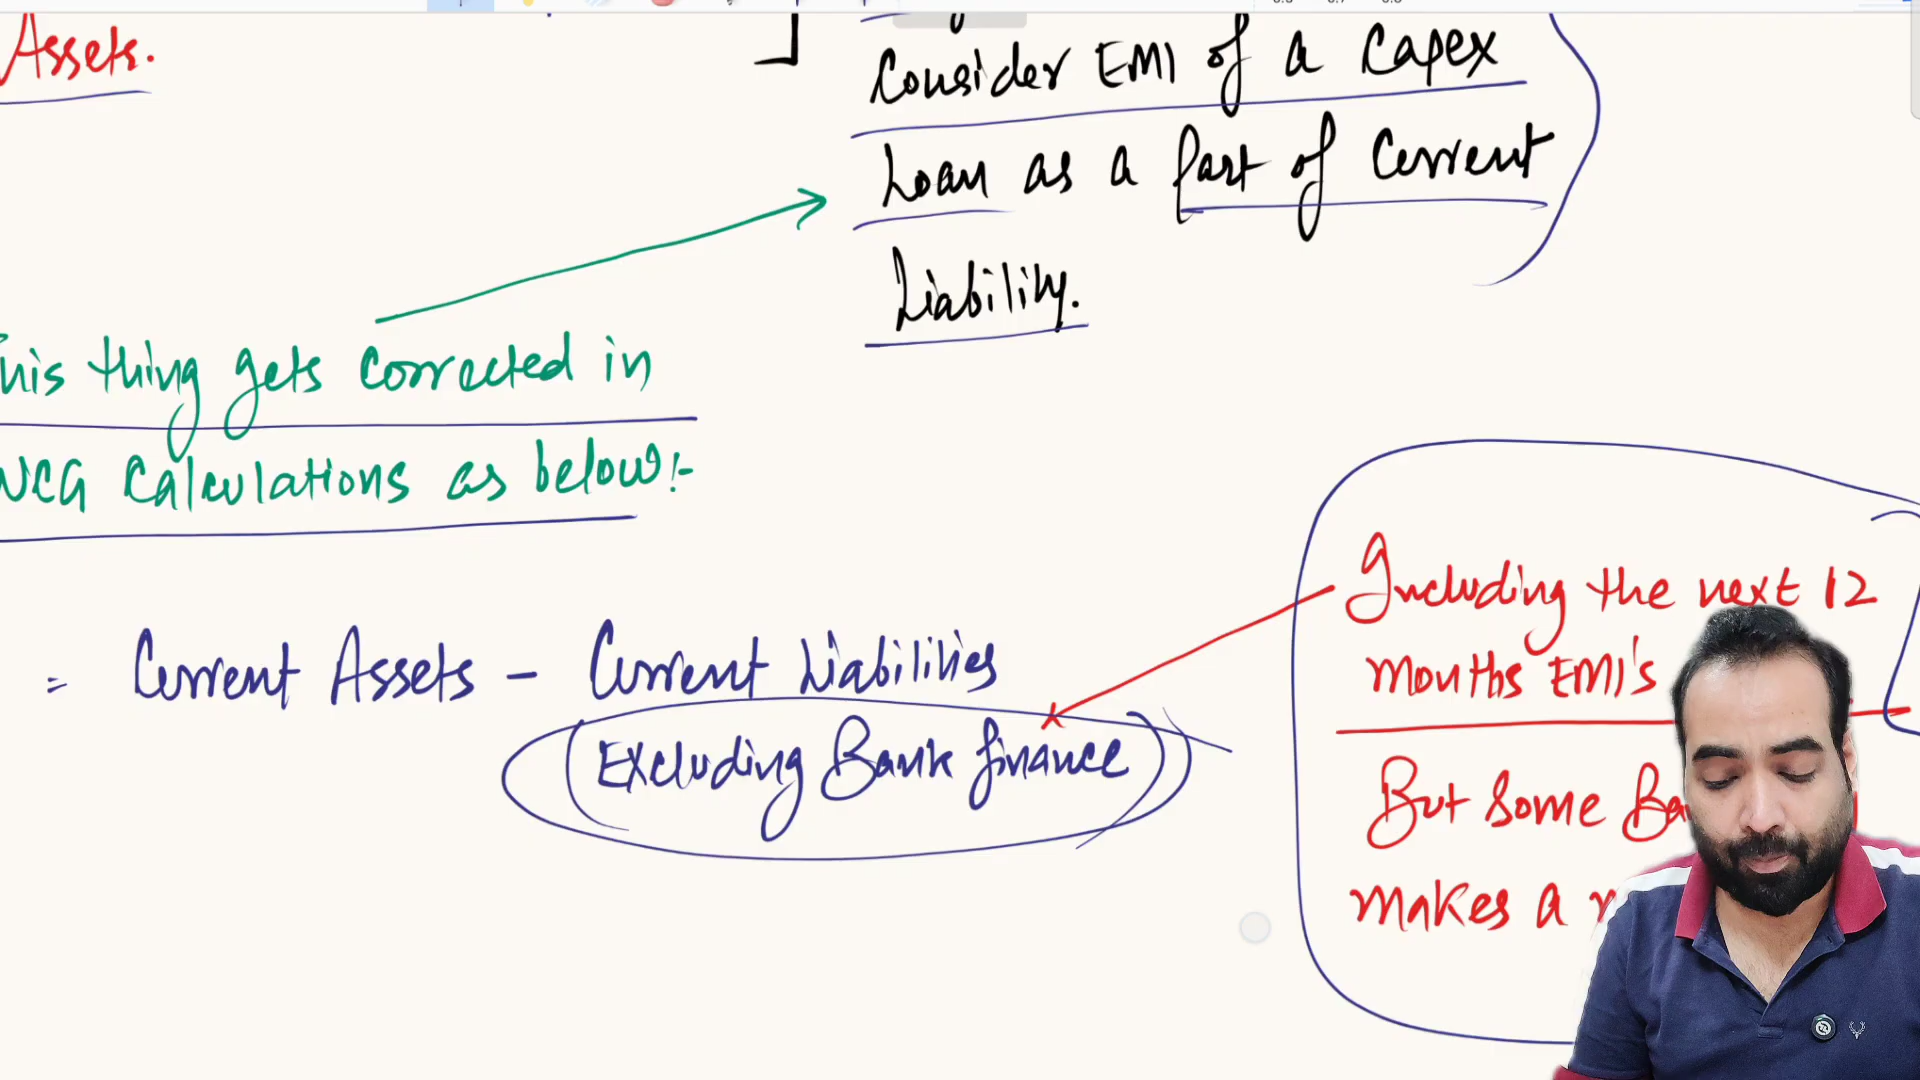 Assets.
Consider EMI of a Capex
Loan as a Part of Current
Liability.
This thing gets corrected in
WCG Calculations as below:-
= Current Assets - Current Liabilities
(Excluding Bank finance)
Including the next 12
Months EMI's
But Some
Makes a